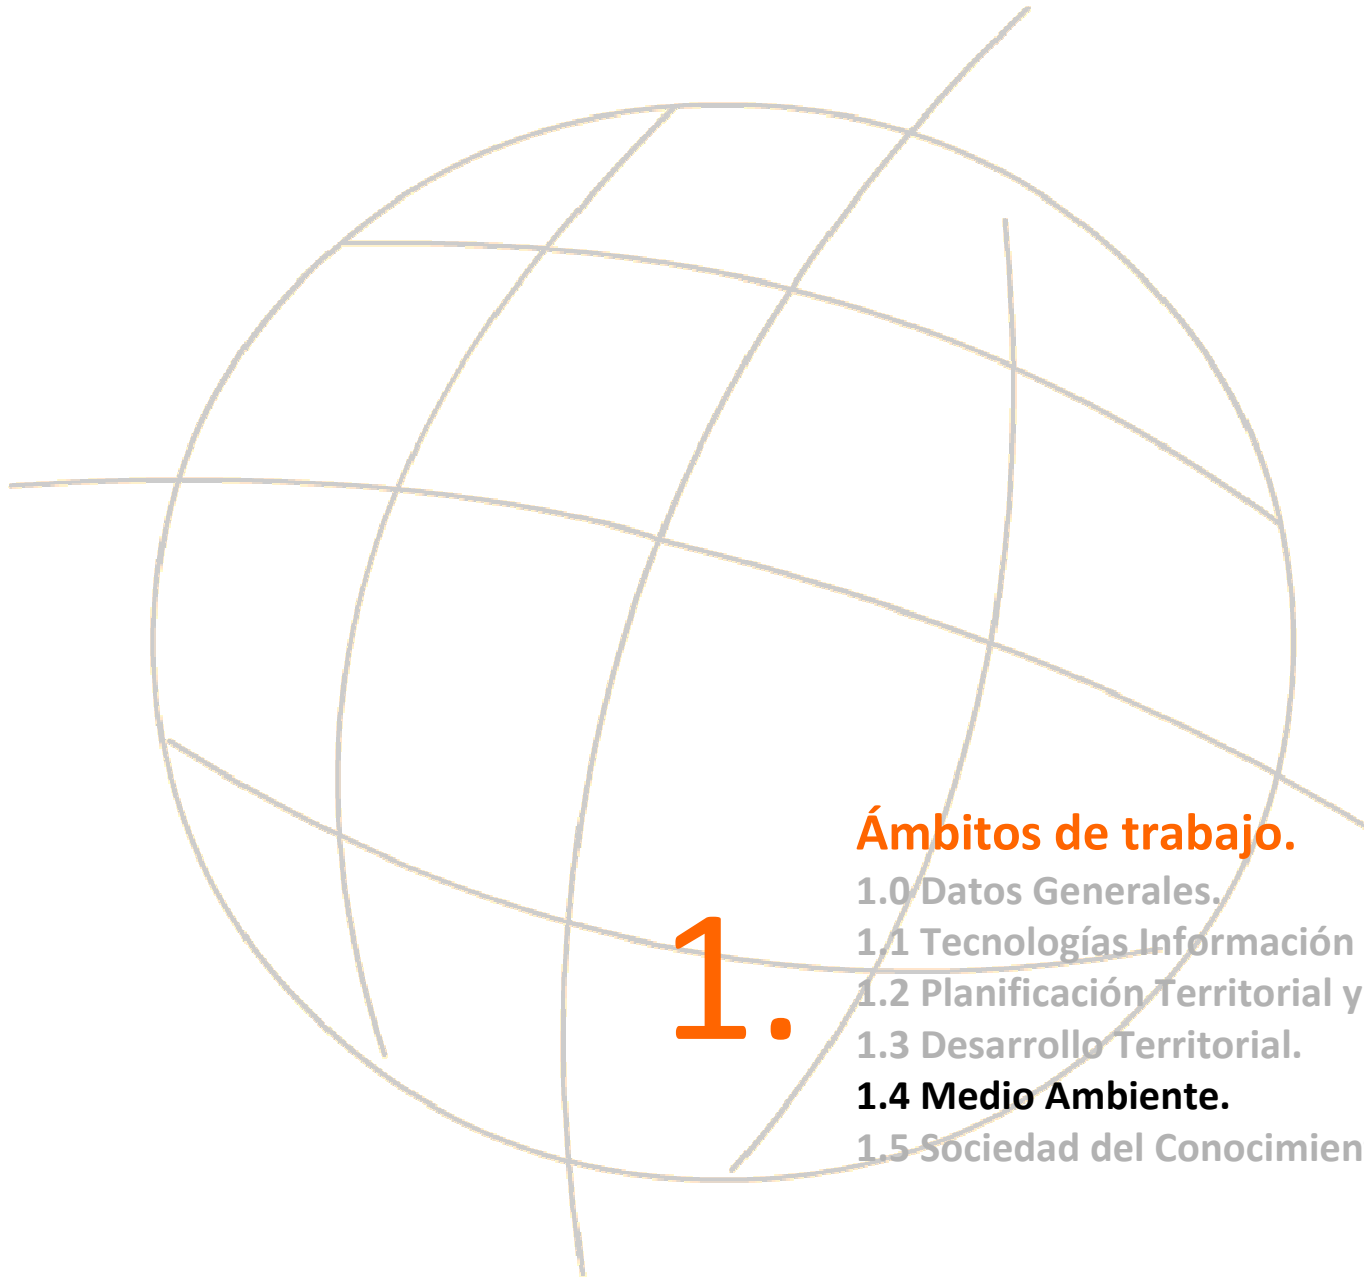 Ámbitos de trabajo.
1.
1.0 Datos Generales.
1.1 Tecnologías Información
1.2 Planificación Territorial y
1.3 Desarrollo Territorial.
1.4 Medio Ambiente.
1.5 Sociedad del Conocimien